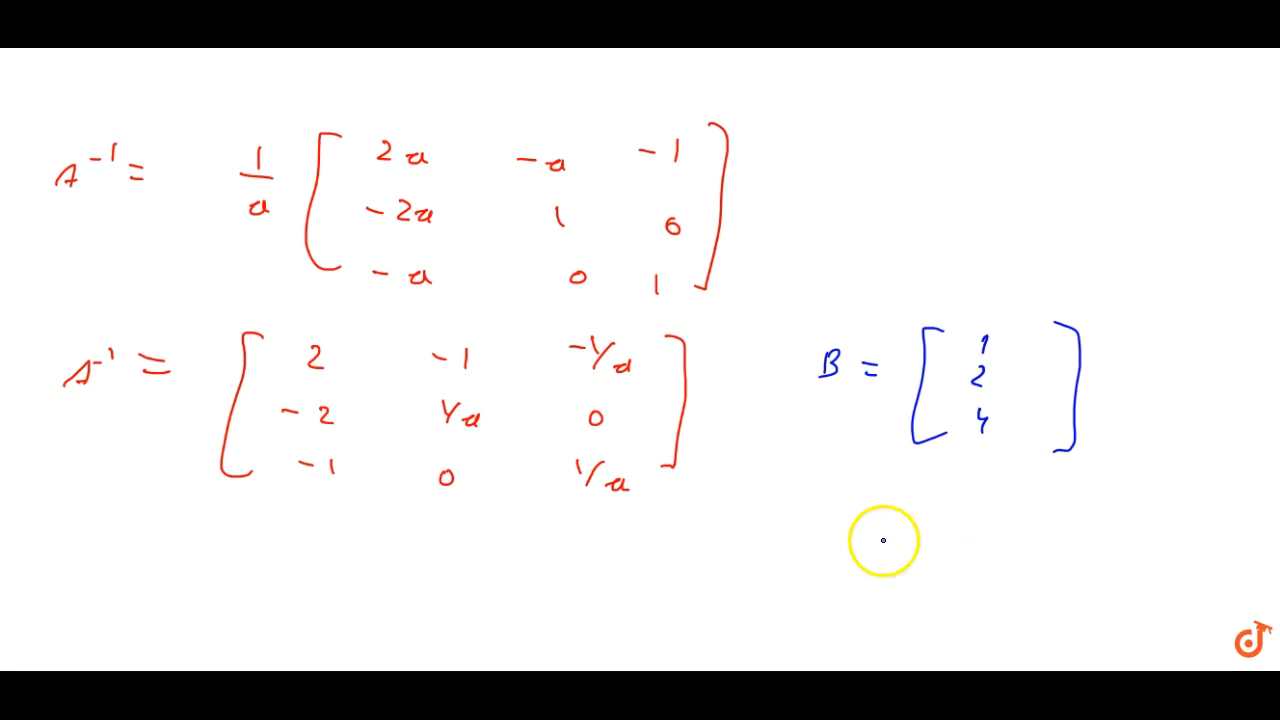 A⁻¹ = 1/a [ 2a -a -1
-2a 1 0
-a 0 1 ]
A⁻¹ = [ 2 -1 -1/a
-2 1/a 0
-1 0 1/a ]
B = [ 1
2
4 ]